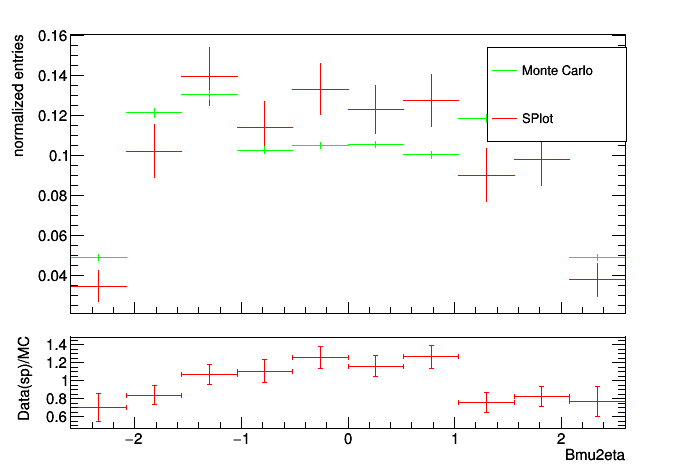 normalized entries
0.16
0.14
0.12
0.1
0.08
0.06
0.04
Monte Carlo
SPlot
Data(sp)/MC
1.4
1.2
1
0.8
0.6
−2 −1 0 1 2
Bmu2eta